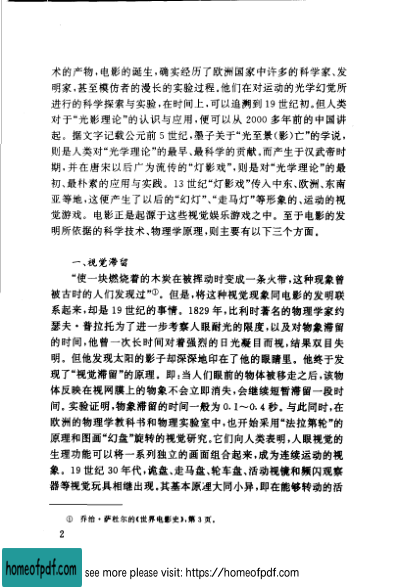 术的产物,电影的诞生,确实经历了欧洲国家中许多的科学家、发
明家,甚至模仿者的漫长的实验过程。他们在对运动的光学幻觉所
进行的科学探索与实验,在时间上,可以追溯到19世纪初。但人类
对于“光影理论”的认识与应用,便可以从2000多年前的中国讲
起。据文字记载公元前5世纪,墨子关于“光至景(影)亡”的学说,
则是人类对“光学理论”的最早、最科学的贡献。而产生于汉武帝时
期,并在唐宋以后广为流传的“灯影戏”,则是对“光学理论”的最
初、最朴素的应用与实践。13世纪“灯影戏”传入中东、欧洲、东南
亚等地,这便产生了以后的“幻灯”、“走马灯”等形象的、运动的视
觉游戏。电影正是起源于这些视觉娱乐游戏之中。至于电影的发
明所依据的科学技术、物理学原理,则主要有以下三个方面。
一、视觉滞留
“使一块燃烧着的木炭在被挥动时变成一条火带,这种现象曾
被古时的人们发现过”①。但是,将这种视觉现象同电影的发明联
系起来,却是19世纪的事情。1829年,比利时著名的物理学家约
瑟夫·普拉托为了进一步考察人眼耐光的限度,以及对物象滞留
的时间,他曾一次长时间对着强烈的日光凝目而视,结果双目失
明。但他发现太阳的影子却深深地印在了他的眼睛里。他终于发
现了“视觉滞留”的原理。即:当人们眼前的物体被移走之后,该物
体反映在视网膜上的物象不会立即消失,会继续短暂滞留一段时
间。实验证明,物象滞留的时间一般为0.1~0.4秒。与此同时,在
欧洲的物理学教科书和物理实验室中,也开始采用“法拉第轮”的
原理和图画“幻盘”旋转的视觉研究。它们向人类表明,人眼视觉的
生理功能可以将一系列独立的画面组合起来,成为连续运动的视
象。19世纪30年代,诡盘、走马盘、轮车盘、活动视镜和频闪观察
器等视觉玩具相继出现。其基本原理大同小异,即在能够转动的活
① 乔治·萨杜尔的《世界电影史》,第3页。
2
homeofpdf.com
see more please visit: https://homeofpdf.com